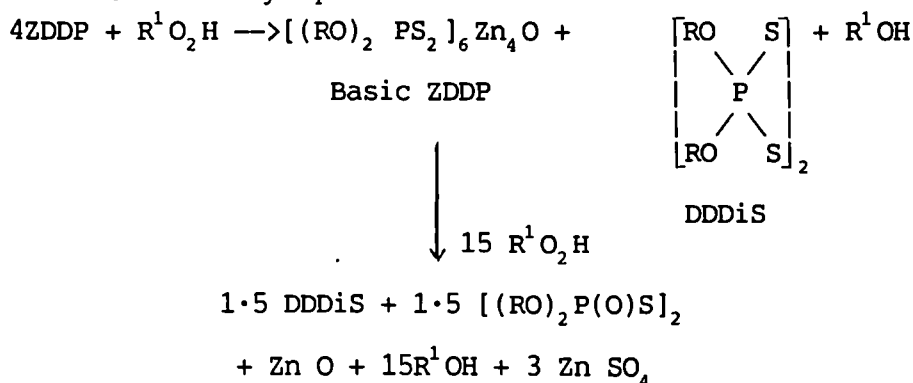 4ZDDP + R¹O₂H —>[(RO)₂ PS₂]₆Zn₄O + [RO S P RO S]₂ + R¹OH
Basic ZDDP
DDDiS
15 R¹O₂H
1·5 DDDiS + 1·5 [(RO)₂P(O)S]₂
+ Zn O + 15R¹OH + 3 Zn SO₄